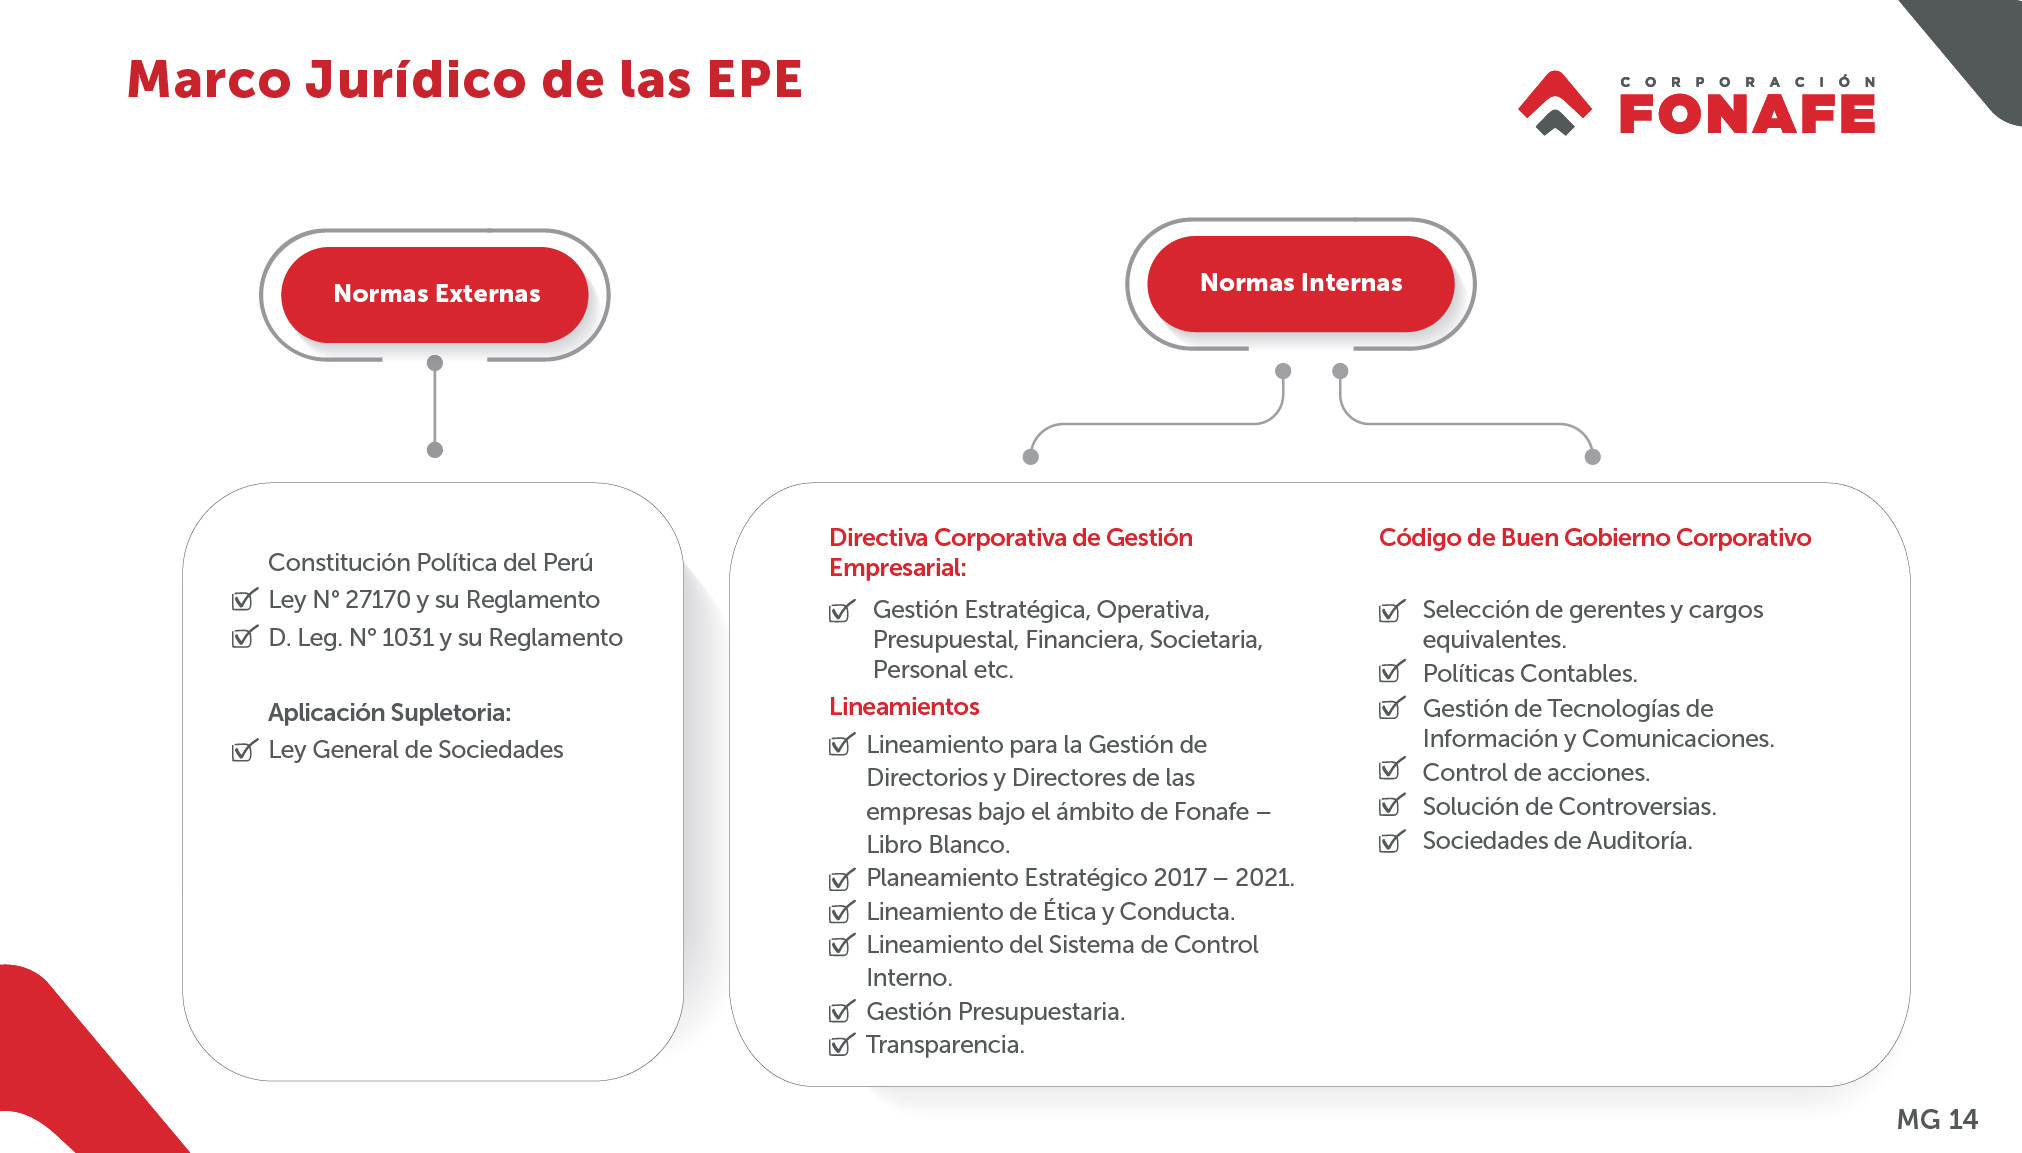 Marco Jurídico de las EPE
CORPORACIÓN
FONAFE
Normas Externas
Constitución Política del Perú
Ley N° 27170 y su Reglamento
D. Leg. N° 1031 y su Reglamento
Aplicación Supletoria:
Ley General de Sociedades
Normas Internas
Directiva Corporativa de Gestión
Empresarial:
Gestión Estratégica, Operativa,
Presupuestal, Financiera, Societaria,
Personal etc.
Lineamientos
Lineamiento para la Gestión de
Directorios y Directores de las
empresas bajo el ámbito de Fonafe –
Libro Blanco.
Planeamiento Estratégico 2017 – 2021.
Lineamiento de Ética y Conducta.
Lineamiento del Sistema de Control
Interno.
Gestión Presupuestaria.
Transparencia.
Código de Buen Gobierno Corporativo
Selección de gerentes y cargos
equivalentes.
Políticas Contables.
Gestión de Tecnologías de
Información y Comunicaciones.
Control de acciones.
Solución de Controversias.
Sociedades de Auditoría.
MG 14